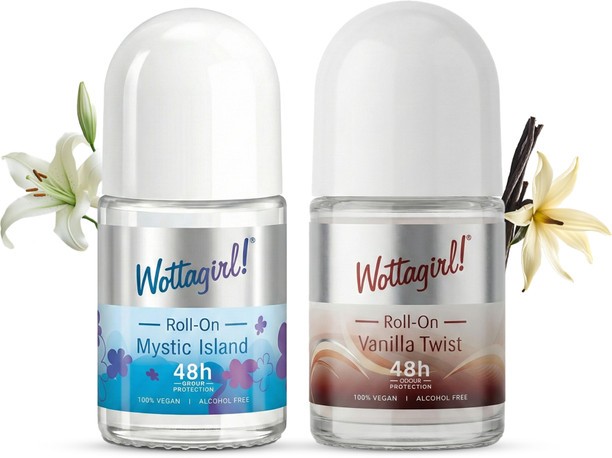 Wottagirl!®
Roll-On
Mystic Island
48h
GROUR
PROTECTION
100% VEGAN | ALCOHOL FREE
Wottagirl!®
Roll-On
Vanilla Twist
48h
ODOUR
PROTECTION
100% VEGAN | ALCOHOL FREE